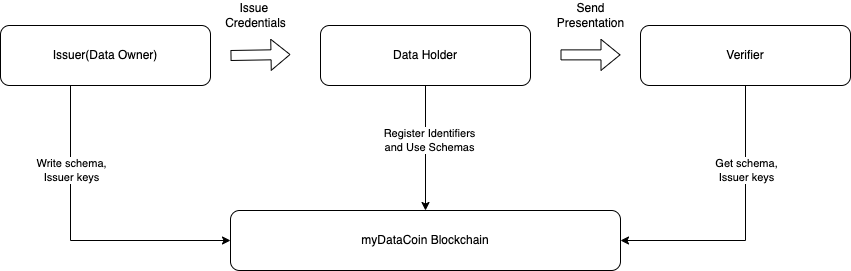 Issue
Credentials
Send
Presentation
Issuer(Data Owner)
Data Holder
Verifier
Register Identifiers
and Use Schemas
Write schema,
Issuer keys
Get schema,
Issuer keys
myDataCoin Blockchain